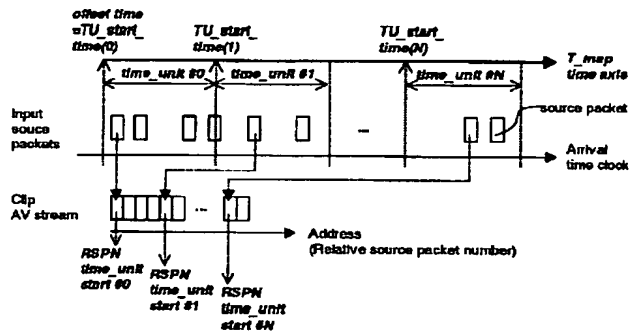 offset time
=TU_start_
time(0)
TU_start_
time(1)
TU_start_
time(N)
T_map
time axis
time_unit #0
time_unit #1
time_unit #N
Input
souce
packets
...
source packet
Arrival
time clock
Clip
AV stream
...
Address
(Relative source packet number)
RSPN
time_unit
start #0
RSPN
time_unit
start #1
RSPN
time_unit
start #N